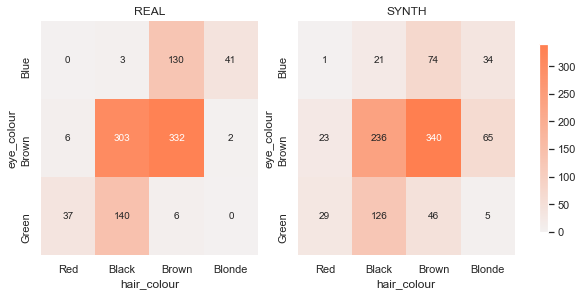 REAL
SYNTH
eye_colour
Blue
0 3 130 41
Brown
6 303 332 2
Green
37 140 6 0
Red Black Brown Blonde
hair_colour
eye_colour
Blue
1 21 74 34
Brown
23 236 340 65
Green
29 126 46 5
Red Black Brown Blonde
hair_colour
300
250
200
150
100
50
0